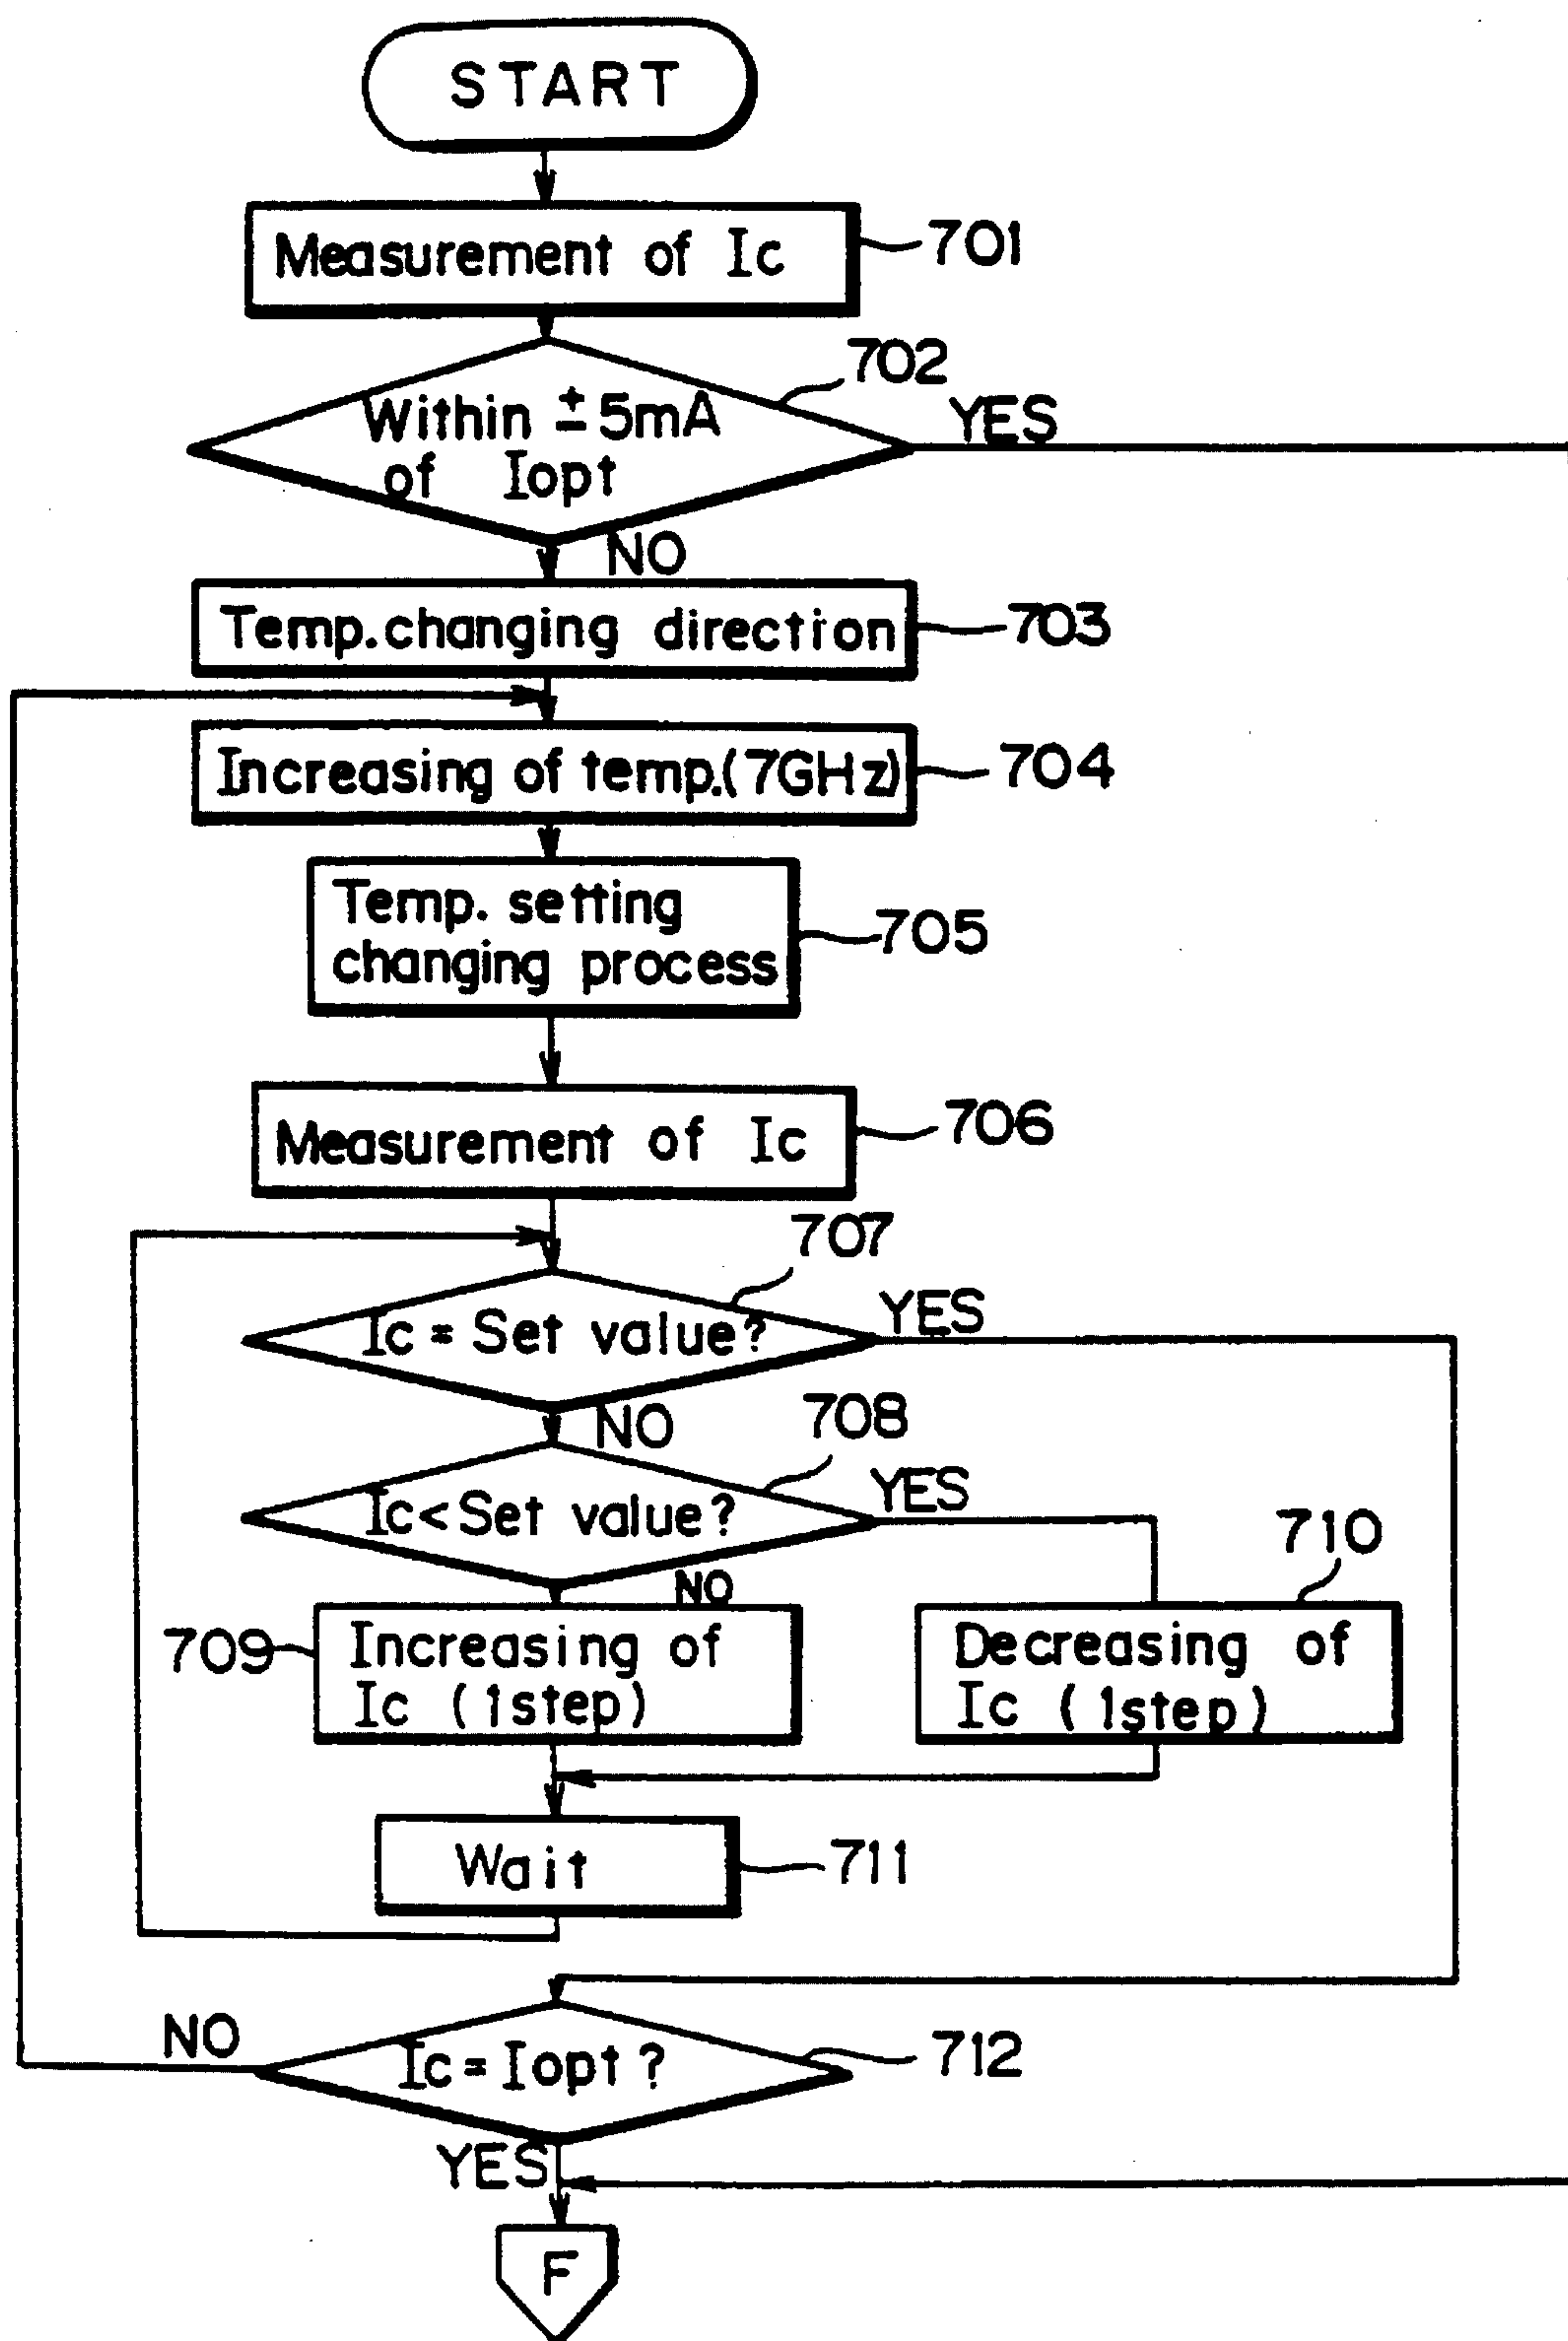 START
Measurement of Ic
701
702
Within ±5mA
of Iopt
YES
NO
Temp.changing direction
703
Increasing of temp.(7GHz)
704
Temp. setting
changing process
705
Measurement of Ic
706
707
Ic = Set value?
YES
NO
708
Ic < Set value?
YES
NO
710
709
Increasing of
Ic (1step)
Decreasing of
Ic (1step)
Wait
711
NO
Ic = Iopt ?
712
YES
F